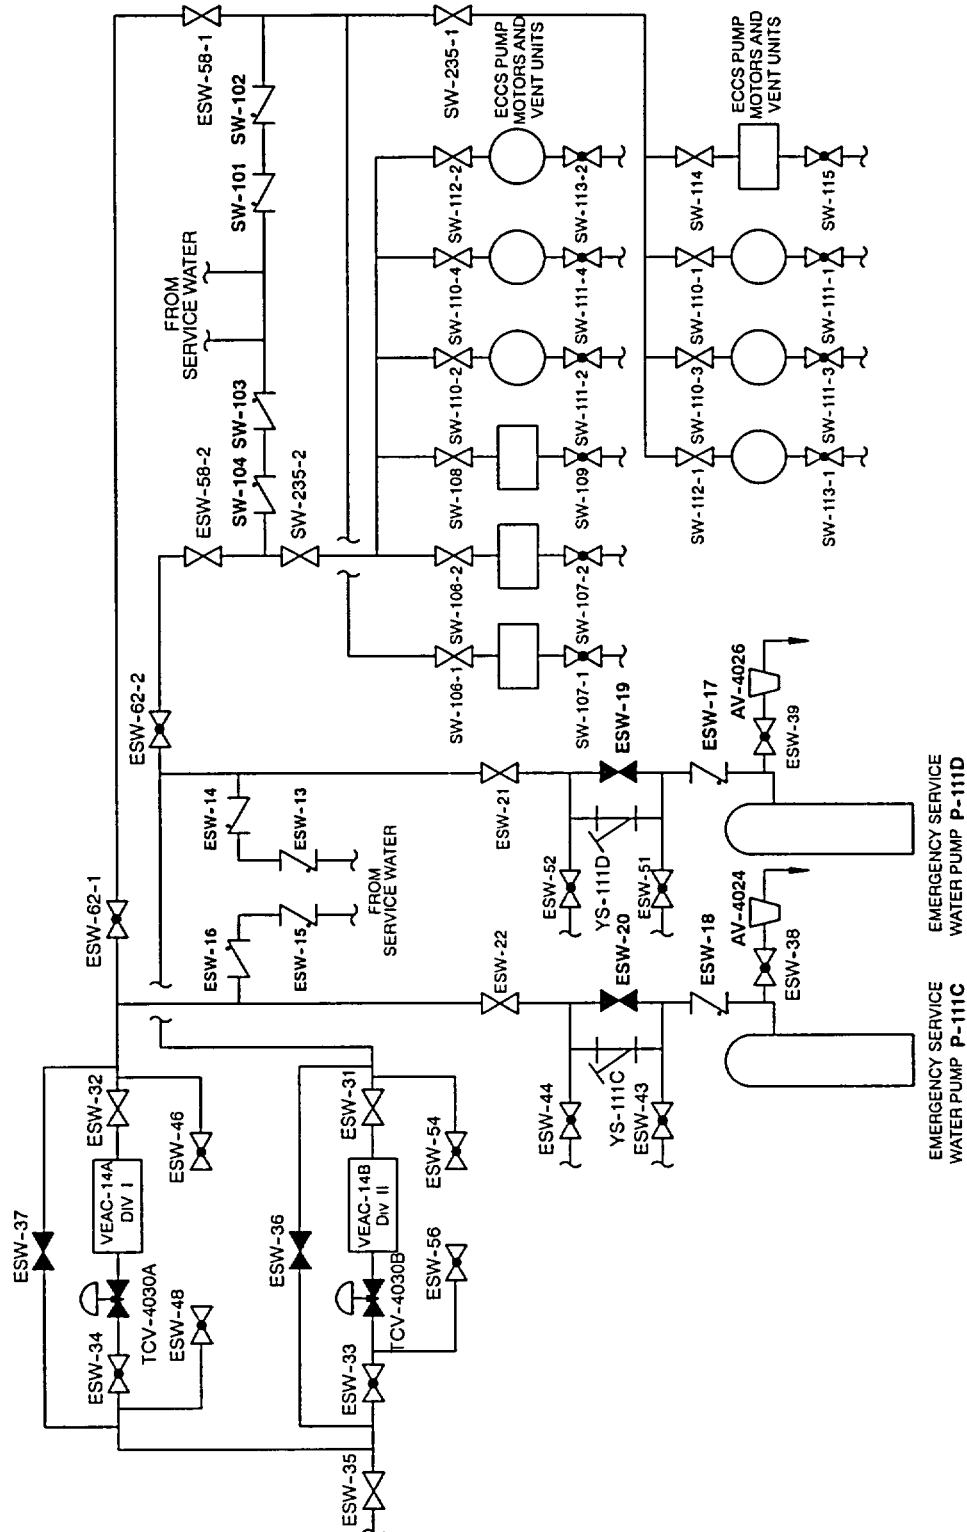 ESW-58-1
SW-102
SW-101
FROM
SERVICE WATER
SW-103
SW-104
ESW-58-2
SW-235-2
SW-235-1
ECCS PUMP
MOTORS AND
VENT UNITS
ECCS PUMP
MOTORS AND
VENT UNITS
SW-112-2
SW-113-2
SW-110-4
SW-111-4
SW-110-2
SW-111-2
SW-108
SW-109
SW-106-2
SW-107-2
SW-106-1
SW-107-1
SW-114
SW-115
SW-110-1
SW-111-1
SW-110-3
SW-111-3
SW-112-1
SW-113-1
ESW-62-2
ESW-62-1
ESW-14
ESW-13
ESW-16
ESW-15
FROM
SERVICE WATER
ESW-21
ESW-19
ESW-17
AV-4026
ESW-39
ESW-52
YS-111D
ESW-51
EMERGENCY SERVICE
WATER PUMP P-111D
ESW-22
ESW-20
ESW-18
AV-4024
ESW-38
ESW-44
YS-111C
ESW-43
EMERGENCY SERVICE
WATER PUMP P-111C
ESW-37
ESW-32
ESW-46
VEAC-14A
DIV I
TCV-4030A
ESW-48
ESW-34
ESW-36
ESW-31
ESW-54
VEAC-14B
Div II
TCV-4030B
ESW-56
ESW-33
ESW-35